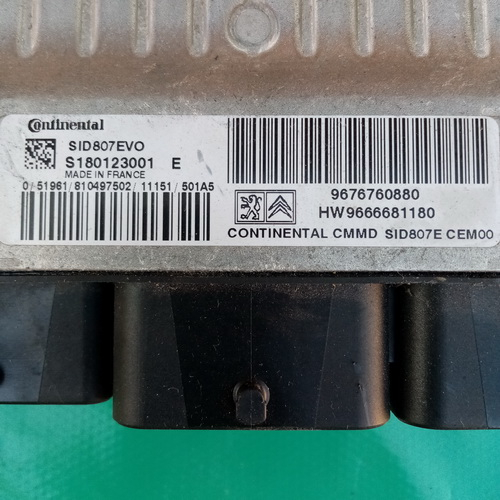 Continental
SID807EVO
S180123001 E
MADE IN FRANCE
0/51961/810497502/11151/501A5
9676760880
HW9666681180
CONTINENTAL CMMD SID807E CEM00